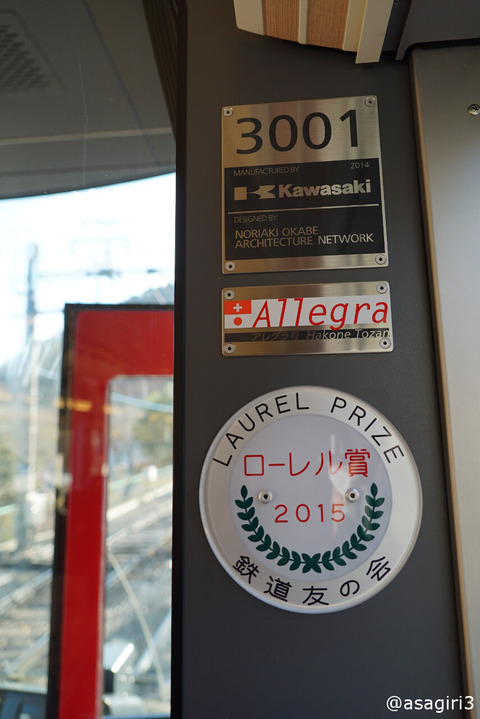 3001
MANUFACTURED BY 2014
Kawasaki
DESIGNED BY
NORIAKI OKABE
ARCHITECTURE NETWORK
Allegra
アレグラ号 Hakone Tozan
LAUREL PRIZE
ローレル賞
2015
鉄道友の会
@asagiri3